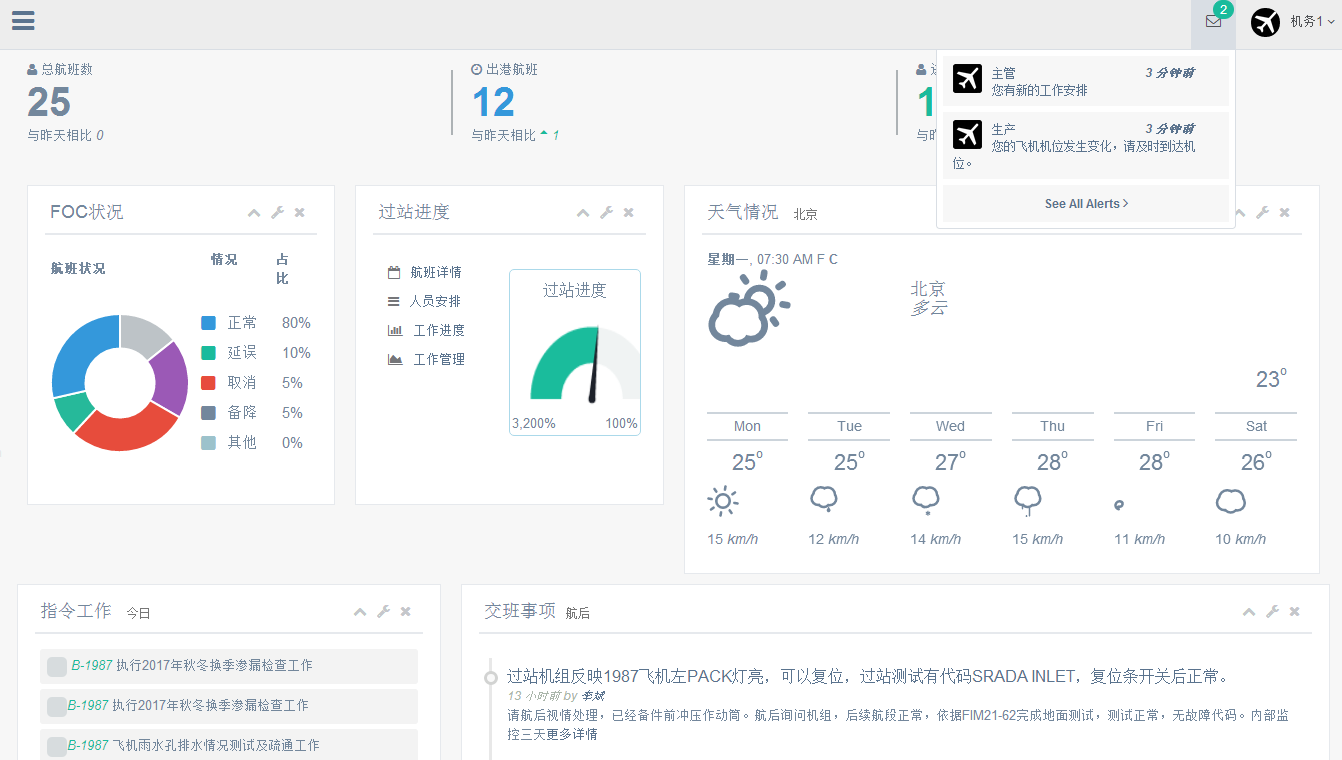 2
机务1
总航班数
25
与昨天相比 0
出港航班
12
与昨天相比 1
1
与昨
主管 3 分钟前
您有新的工作安排
生产 3 分钟前
您的飞机机位发生变化，请及时到达机
位。
See All Alerts
FOC状况
航班状况
情况
占
比
正常 80%
延误 10%
取消 5%
备降 5%
其他 0%
过站进度
航班详情
人员安排
工作进度
工作管理
过站进度
3,200% 100%
天气情况 北京
星期一, 07:30 AM F C
北京
多云
23°
Mon Tue Wed Thu Fri Sat
25° 25° 27° 28° 28° 26°
15 km/h 12 km/h 14 km/h 15 km/h 11 km/h 10 km/h
指令工作 今日
B-1987 执行2017年秋冬换季渗漏检查工作
B-1987 执行2017年秋冬换季渗漏检查工作
B-1987 飞机雨水孔排水情况测试及疏通工作
交班事项 航后
过站机组反映1987飞机左PACK灯亮，可以复位，过站测试有代码SRADA INLET，复位条开关后正常。
13 小时前 by 李斌
请航后视情处理，已经备件前冲压作动筒。航后询问机组，后续航段正常，依据FIM21-62完成地面测试，测试正常，无故障代码。内部监
控三天更多详情